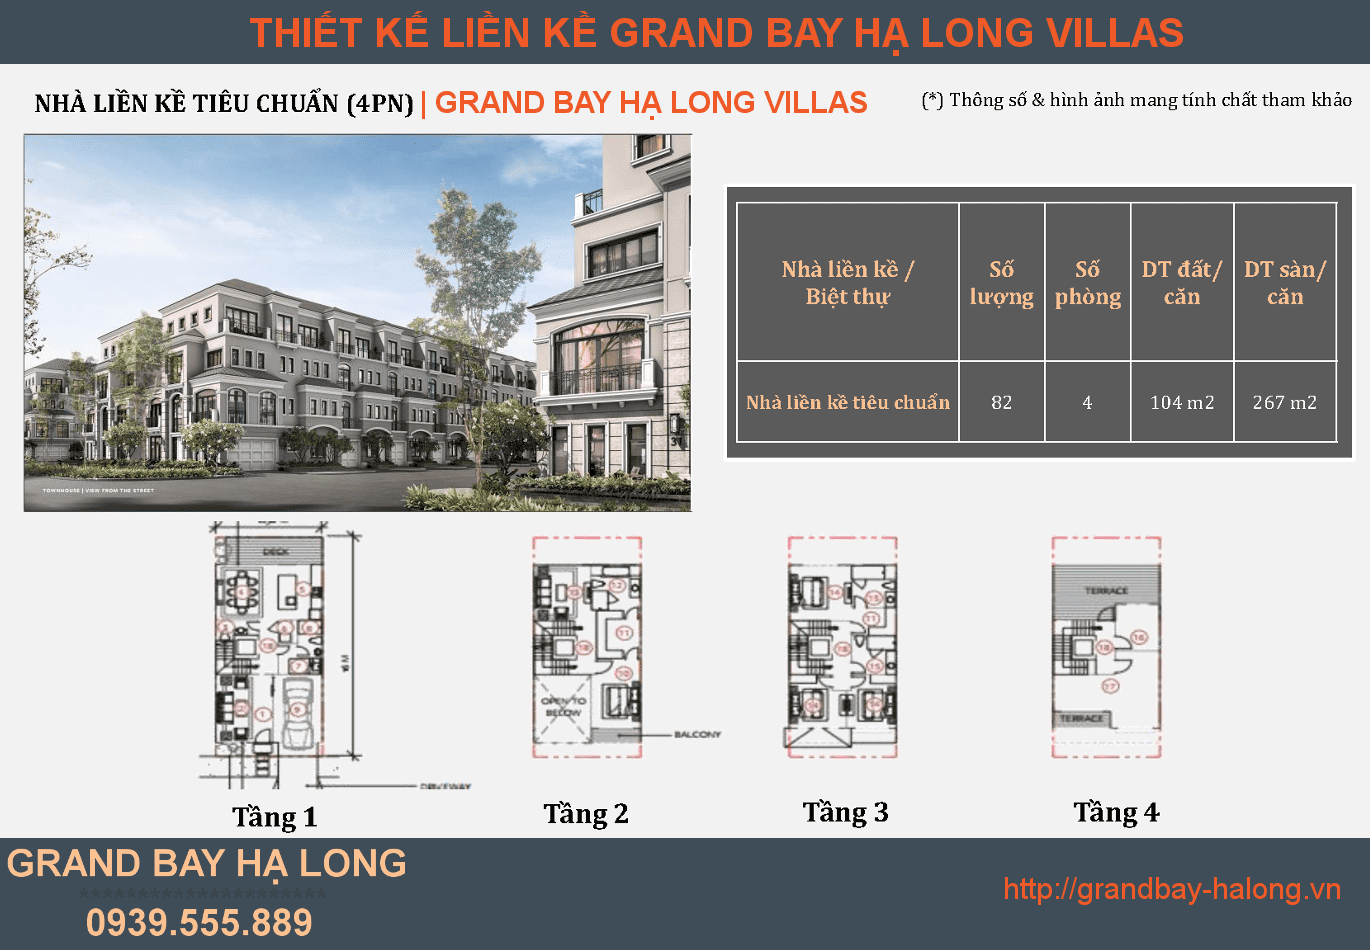 THIẾT KẾ LIỀN KỀ GRAND BAY HẠ LONG VILLAS
NHÀ LIỀN KỀ TIÊU CHUẨN (4PN) | GRAND BAY HẠ LONG VILLAS
(*) Thông số & hình ảnh mang tính chất tham khảo
Nhà liền kề /
Biệt thự
Số
lượng
Số
phòng
DT đất/
căn
DT sàn/
căn
Nhà liền kề tiêu chuẩn
82
4
104 m2
267 m2
TOWNHOUSE | VIEW FROM THE STREET
DECK
DRIVEWAY
OPEN TO
BELOW
BALCONY
TERRACE
TERRACE
Tầng 1
Tầng 2
Tầng 3
Tầng 4
GRAND BAY HẠ LONG
*********************
0939.555.889
http://grandbay-halong.vn